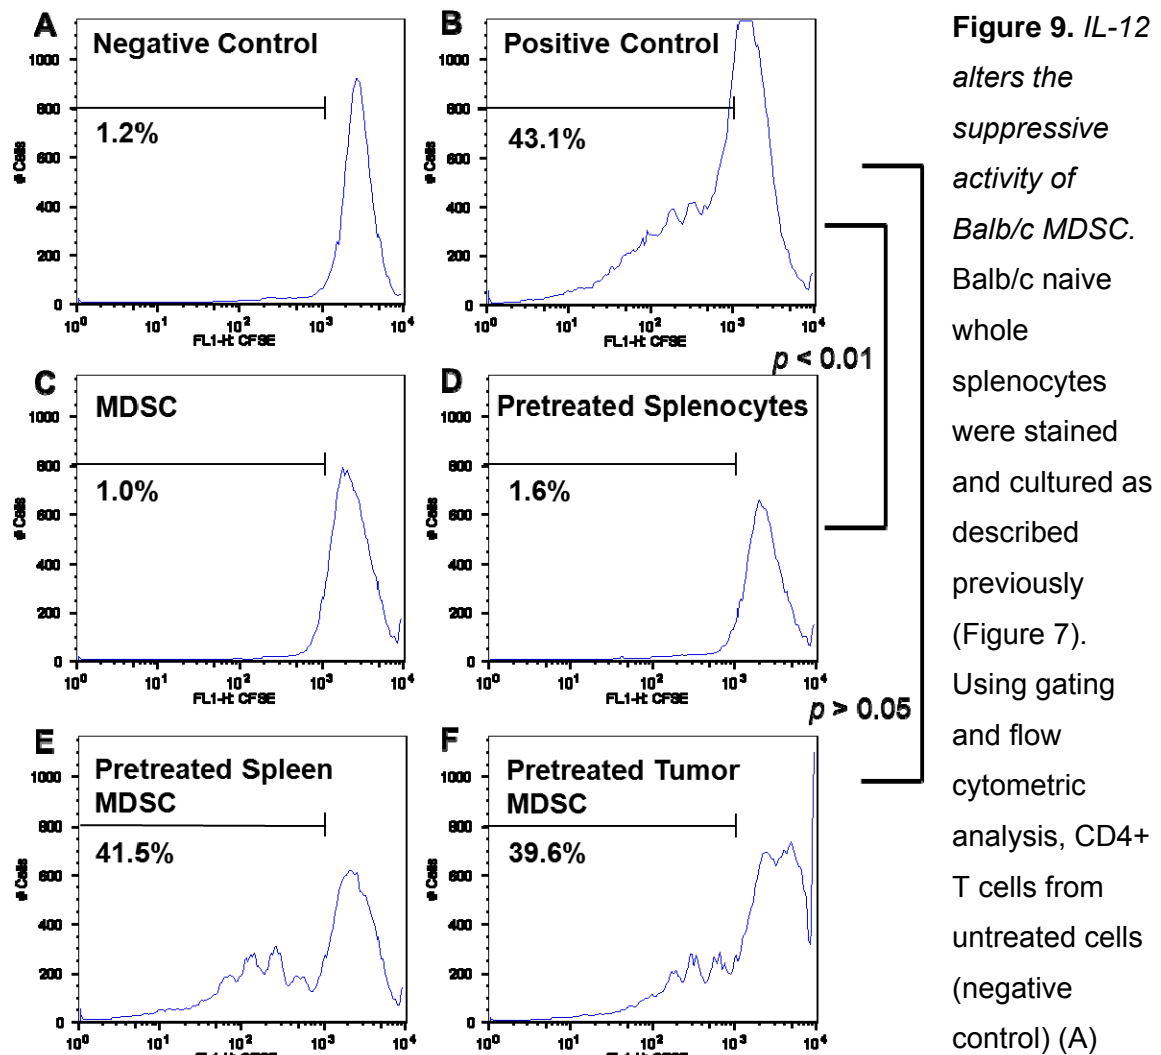 A
Negative Control
1.2%
# Cells
1000
800
600
400
200
0
10^0 10^1 10^2 10^3 10^4
FL1-H: CFSE
B
Positive Control
43.1%
# Cells
1000
800
600
400
200
0
10^0 10^1 10^2 10^3 10^4
FL1-H: CFSE
C
MDSC
1.0%
# Cells
1000
800
600
400
200
0
10^0 10^1 10^2 10^3 10^4
FL1-H: CFSE
D
Pretreated Splenocytes
1.6%
# Cells
1000
800
600
400
200
0
10^0 10^1 10^2 10^3 10^4
FL1-H: CFSE
E
Pretreated Spleen
MDSC
41.5%
# Cells
1000
800
600
400
200
0
10^0 10^1 10^2 10^3 10^4
FL1-H: CFSE
F
Pretreated Tumor
MDSC
39.6%
# Cells
1000
800
600
400
200
0
10^0 10^1 10^2 10^3 10^4
FL1-H: CFSE
p < 0.01
p > 0.05
Figure 9. IL-12
alters the
suppressive
activity of
Balb/c MDSC.
Balb/c naive
whole
splenocytes
were stained
and cultured as
described
previously
(Figure 7).
Using gating
and flow
cytometric
analysis, CD4+
T cells from
untreated cells
(negative
control) (A)